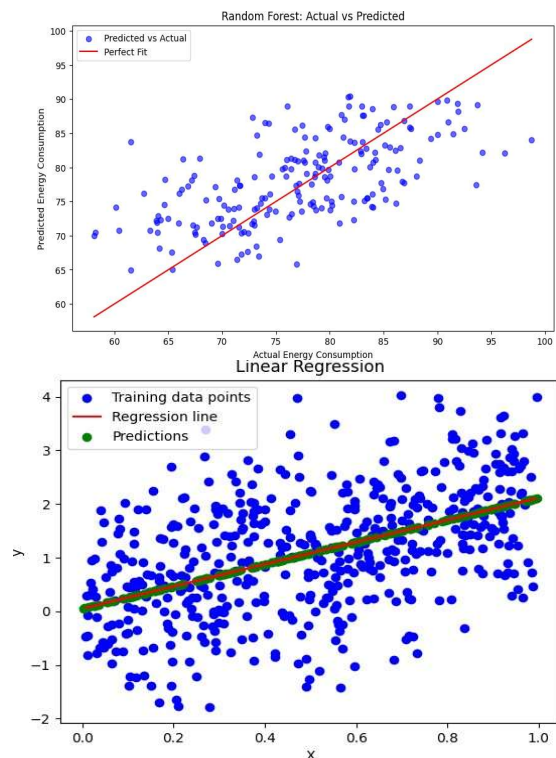 Random Forest: Actual vs Predicted
100
95
90
85
80
75
70
65
60
Predicted vs Actual
Perfect Fit
Predicted Energy Consumption
60 65 70 75 80 85 90 95 100
Actual Energy Consumption
Linear Regression
4
3
2
1
0
-1
-2
Training data points
Regression line
Predictions
y
0.0 0.2 0.4 0.6 0.8 1.0
x